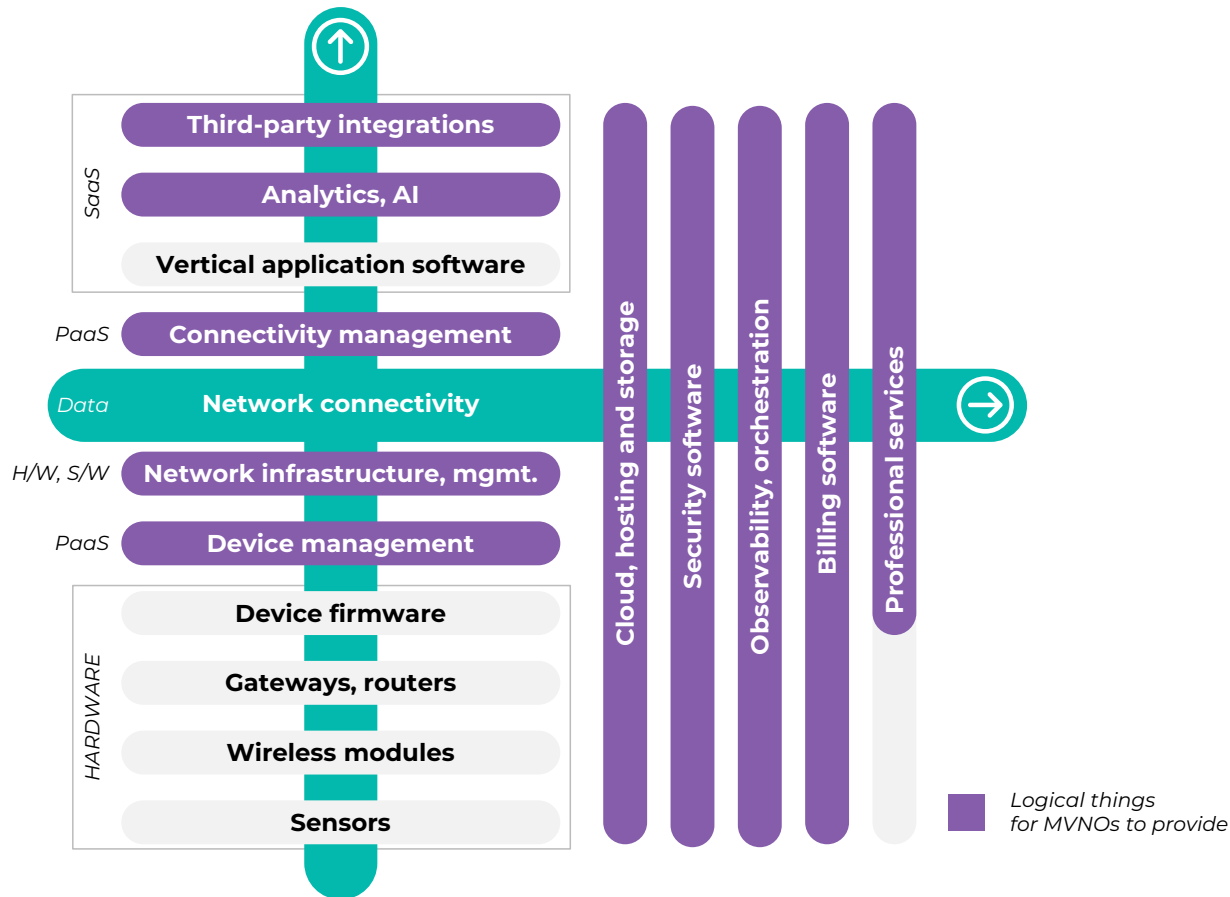 Third-party integrations
Analytics, AI
SaaS
Vertical application software
PaaS
Connectivity management
Data
Network connectivity
H/W, S/W
Network infrastructure, mgmt.
PaaS
Device management
HARDWARE
Device firmware
Gateways, routers
Wireless modules
Sensors
Cloud, hosting and storage
Security software
Observability, orchestration
Billing software
Professional services
Logical things
for MVNOs to provide